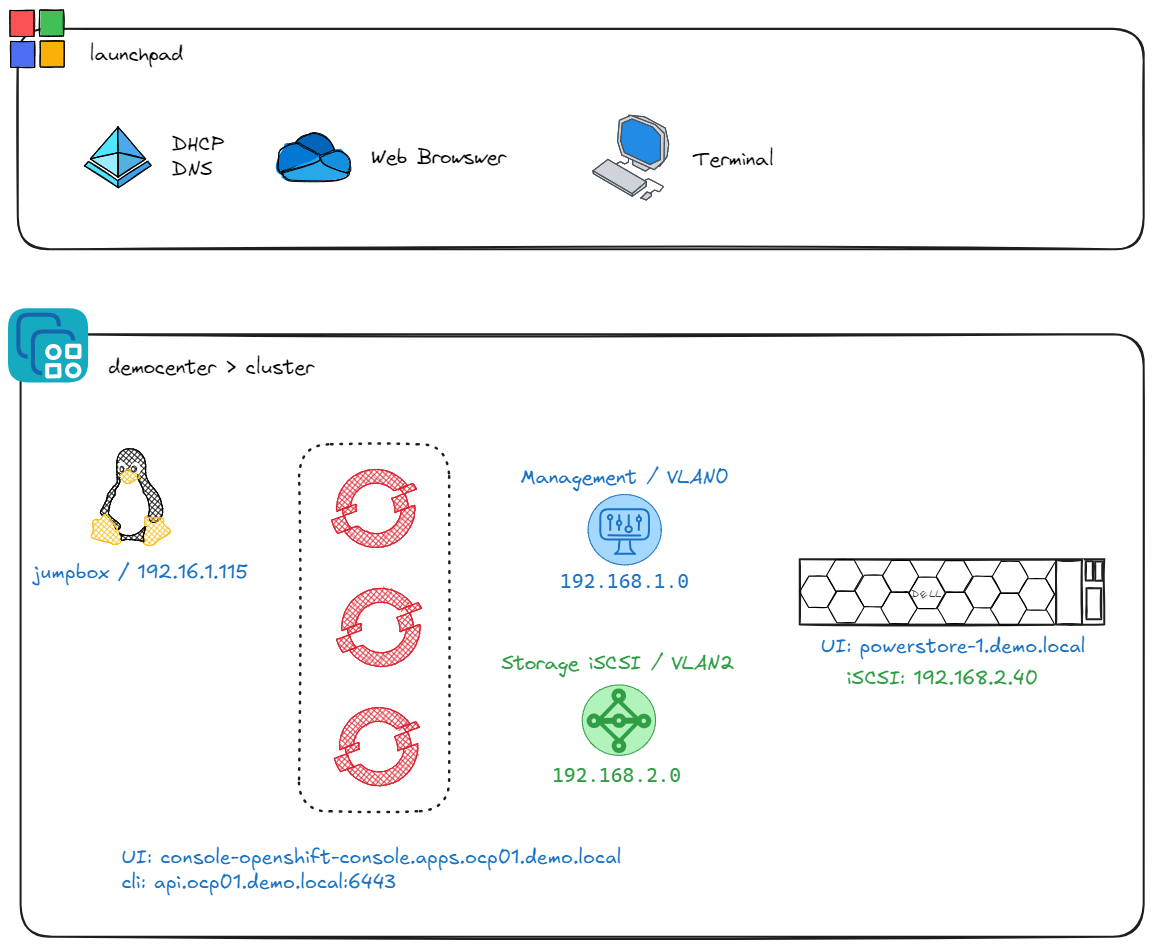 launchpad
DHCP
DNS
Web Browswer
Terminal
democenter > cluster
jumpbox / 192.16.1.115
Management / VLAN0
192.168.1.0
Storage iSCSI / VLAN2
192.168.2.0
DELL
UI: powerstore-1.demo.local
iSCSI: 192.168.2.40
UI: console-openshift-console.apps.ocp01.demo.local
cli: api.ocp01.demo.local:6443